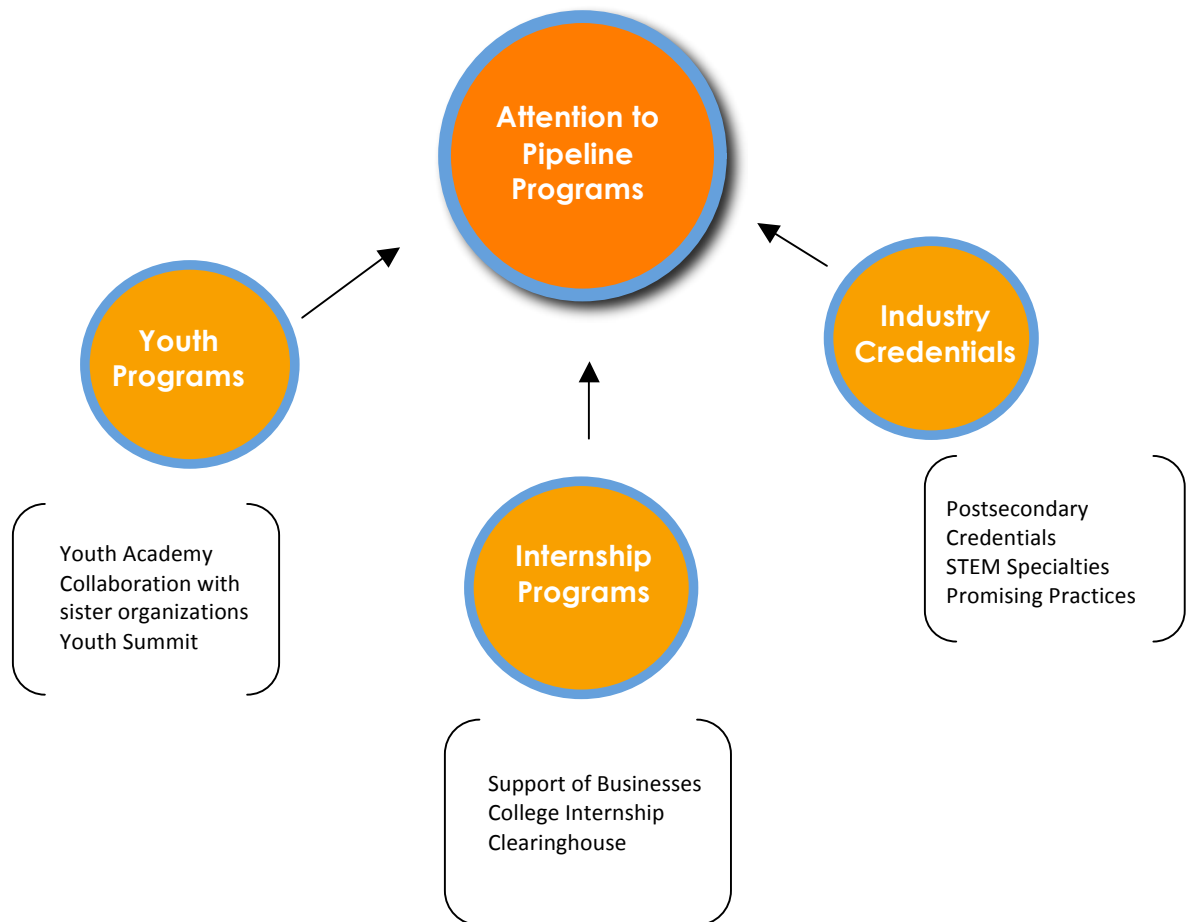 Attention to
Pipeline
Programs
Youth
Programs
Industry
Credentials
Internship
Programs
Youth Academy
Collaboration with
sister organizations
Youth Summit
Postsecondary
Credentials
STEM Specialties
Promising Practices
Support of Businesses
College Internship
Clearinghouse